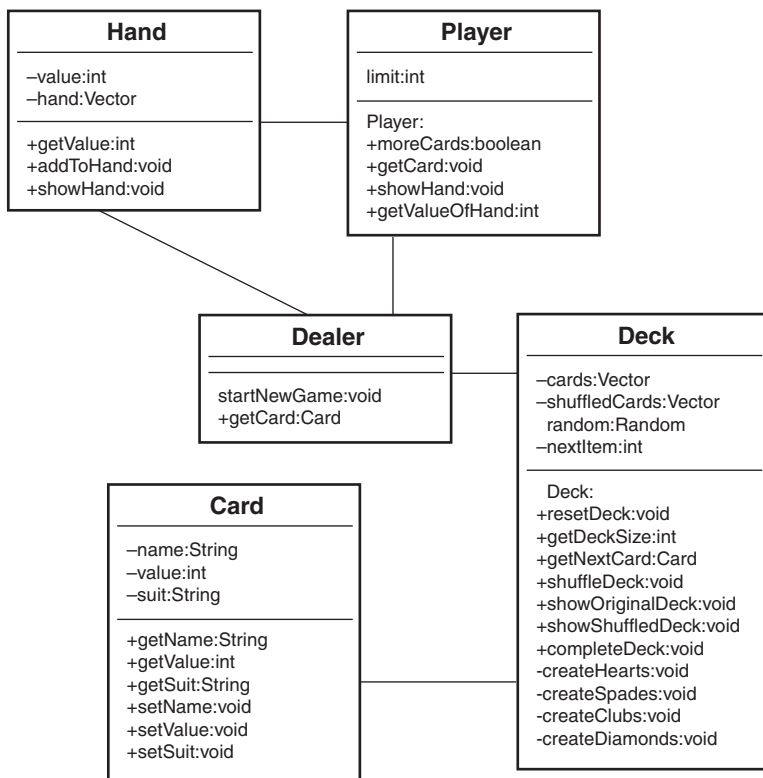 Hand
–value:int
–hand:Vector
+getValue:int
+addToHand:void
+showHand:void
Player
limit:int
Player:
+moreCards:boolean
+getCard:void
+showHand:void
+getValueOfHand:int
Dealer
startNewGame:void
+getCard:Card
Deck
–cards:Vector
–shuffledCards:Vector
random:Random
–nextItem:int
Deck:
+resetDeck:void
+getDeckSize:int
+getNextCard:Card
+shuffleDeck:void
+showOriginalDeck:void
+showShuffledDeck:void
+completeDeck:void
-createHearts:void
-createSpades:void
-createClubs:void
-createDiamonds:void
Card
–name:String
–value:int
–suit:String
+getName:String
+getValue:int
+getSuit:String
+setName:void
+setValue:void
+setSuit:void